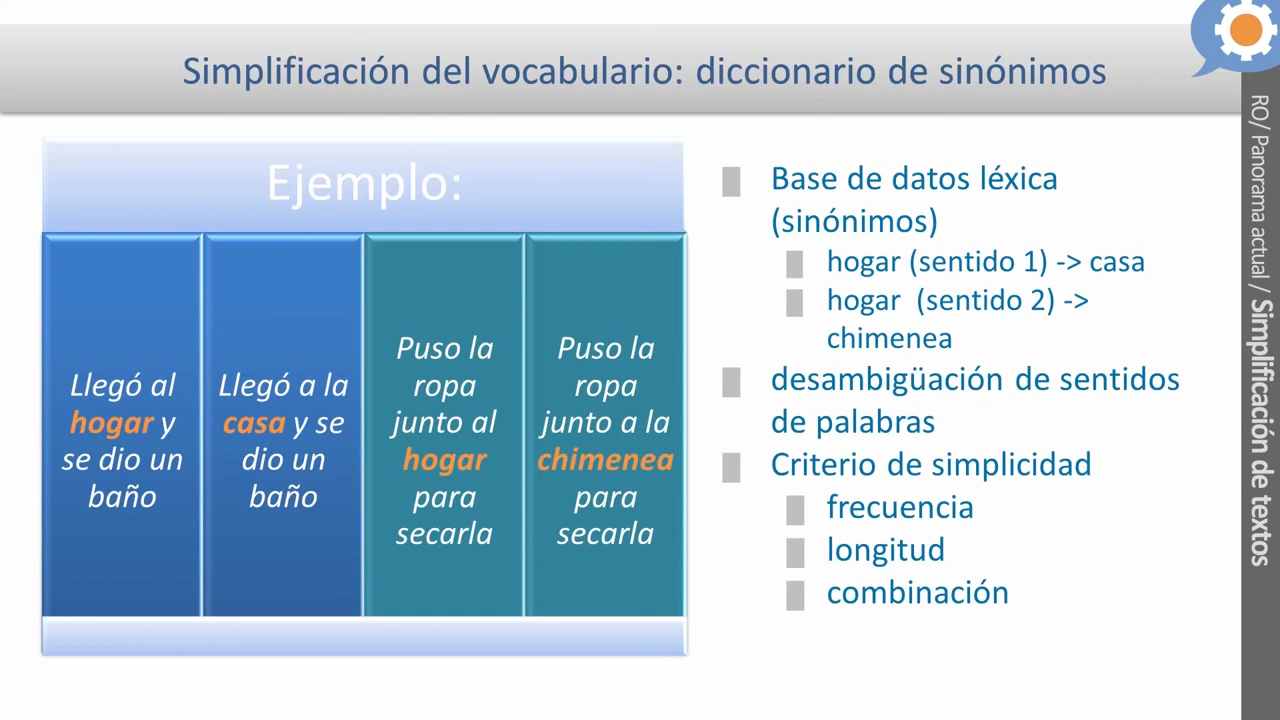 Simplificación del vocabulario: diccionario de sinónimos
Ejemplo:
Llegó al
hogar y
se dio un
baño
Llegó a la
casa y se
dio un
baño
Puso la
ropa
junto al
hogar
para
secarla
Puso la
ropa
junto a la
chimenea
para
secarla
Base de datos léxica
(sinónimos)
hogar (sentido 1) -> casa
hogar (sentido 2) ->
chimenea
desambigüación de sentidos
de palabras
Criterio de simplicidad
frecuencia
longitud
combinación
RO/ Panorama actual / Simplificación de textos